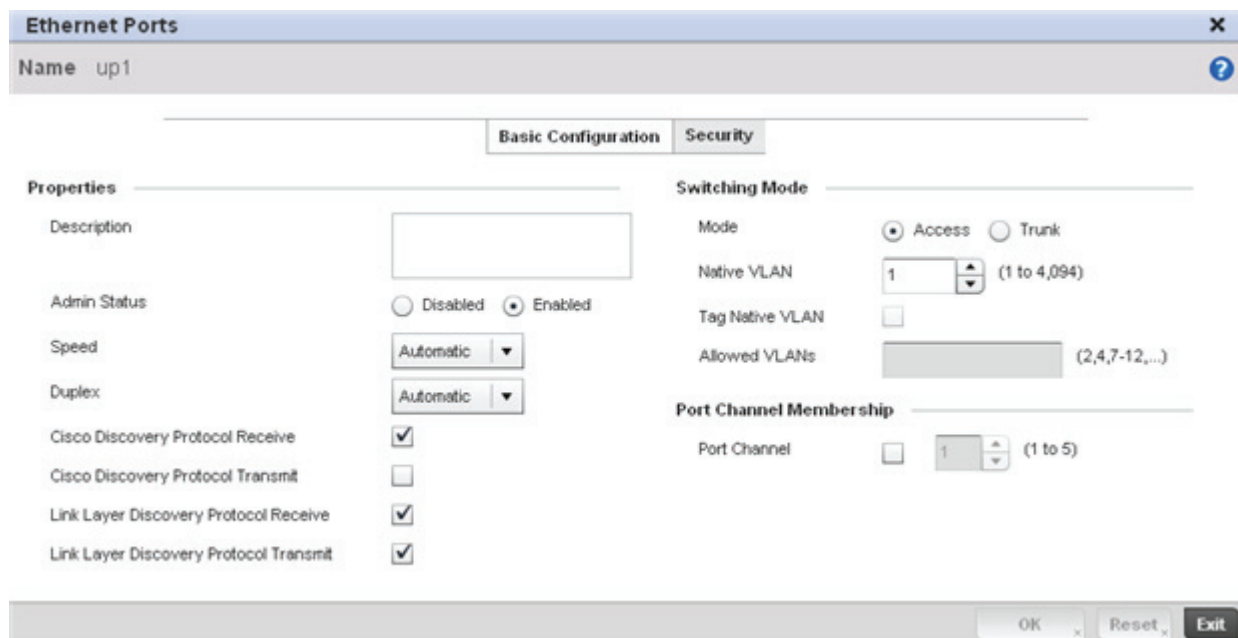 Ethernet Ports
Name up1
Basic Configuration Security
Properties
Description
Admin Status Disabled Enabled
Speed Automatic
Duplex Automatic
Cisco Discovery Protocol Receive
Cisco Discovery Protocol Transmit
Link Layer Discovery Protocol Receive
Link Layer Discovery Protocol Transmit
Switching Mode
Mode Access Trunk
Native VLAN 1 (1 to 4,094)
Tag Native VLAN
Allowed VLANs (2,4,7-12,...)
Port Channel Membership
Port Channel 1 (1 to 5)
OK Reset Exit